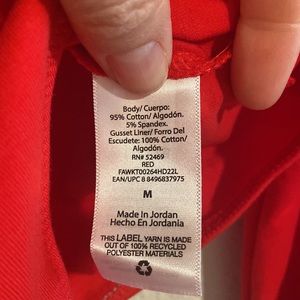 Body/ Cuerpo:
95% Cotton/ Algodón.
5% Spandex.
Gusset Liner/ Forro Del
Escudete: 100% Cotton/
Algodón.
RN# 52469
RED
FAWKT00264HD22L
EAN/UPC 8 8496837975
M
Made In Jordan
Hecho En Jordania
THIS LABEL YARN IS MADE
OUT OF 100% RECYCLED
POLYESTER MATERIALS